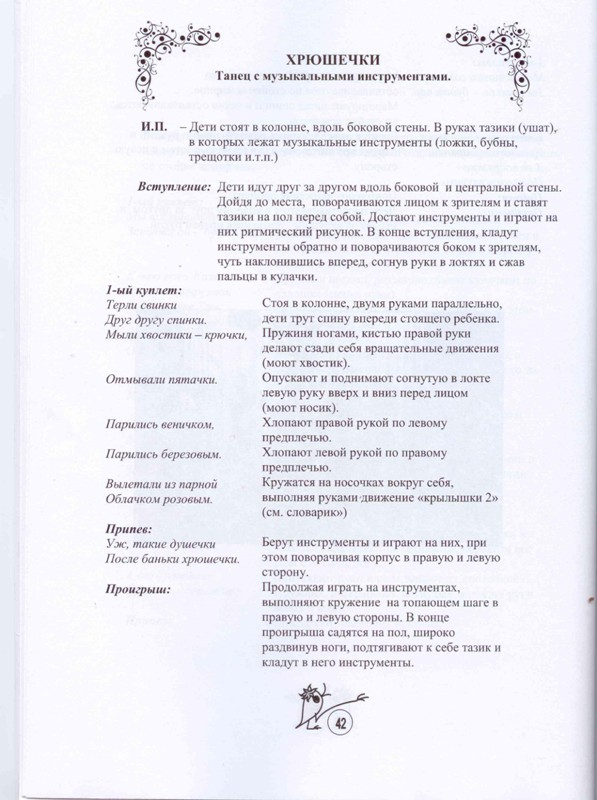 ХРЮШЕЧКИ
Танец с музыкальными инструментами.
И.П. – Дети стоят в колонне, вдоль боковой стены. В руках тазики (ушат),
в которых лежат музыкальные инструменты (ложки, бубны,
трещотки и.т.п.)
Вступление: Дети идут друг за другом вдоль боковой и центральной стены.
Дойдя до места, поворачиваются лицом к зрителям и ставят
тазики на пол перед собой. Достают инструменты и играют на
них ритмический рисунок. В конце вступления, кладут
инструменты обратно и поворачиваются боком к зрителям,
чуть наклонившись вперед, согнув руки в локтях и сжав
пальцы в кулачки.
1-ый куплет:
Терли свинки Стоя в колонне, двумя руками параллельно,
Друг другу спинки. дети трут спину впереди стоящего ребенка.
Мыли хвостики – крючки, Пружиня ногами, кистью правой руки
делают сзади себя вращательные движения
(моют хвостик).
Отмывали пятачки. Опускают и поднимают согнутую в локте
левую руку вверх и вниз перед лицом
(моют носик).
Парились веничком, Хлопают правой рукой по левому
предплечью.
Парились березовым. Хлопают левой рукой по правому
предплечью.
Вылетали из парной Кружатся на носочках вокруг себя,
Облачком розовым. выполняя руками движение «крылышки 2»
(см. словарик»)
Припев:
Уж, такие душечки Берут инструменты и играют на них, при
После баньки хрюшечки. этом поворачивая корпус в правую и левую
сторону.
Проигрыш: Продолжая играть на инструментах,
выполняют кружение на топающем шаге в
правую и левую стороны. В конце
проигрыша садятся на пол, широко
раздвинув ноги, подтягивают к себе тазик и
кладут в него инструменты.
42